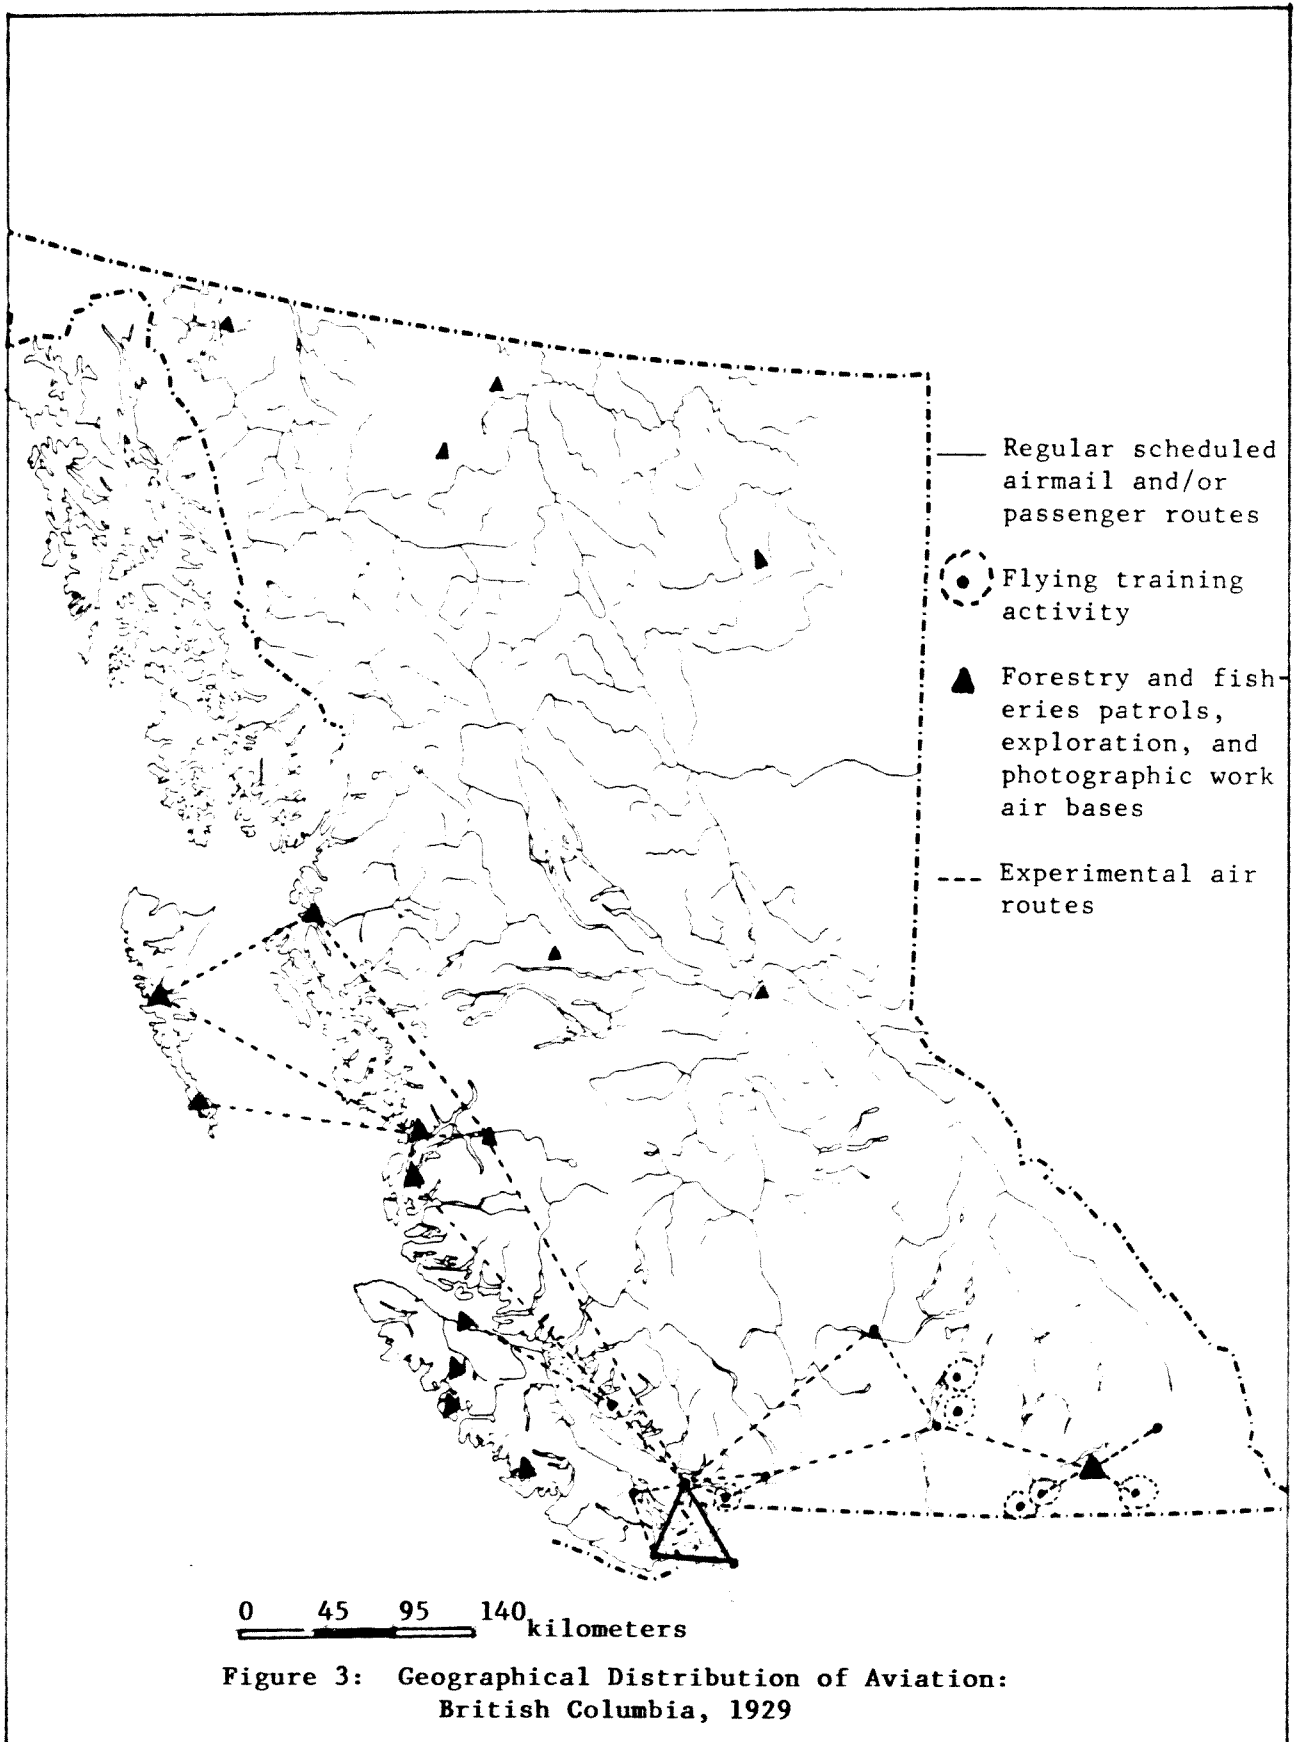 Regular scheduled
airmail and/or
passenger routes
Flying training
activity
Forestry and fish-
eries patrols,
exploration, and
photographic work
air bases
Experimental air
routes
0 45 95 140 kilometers
Figure 3: Geographical Distribution of Aviation:
British Columbia, 1929